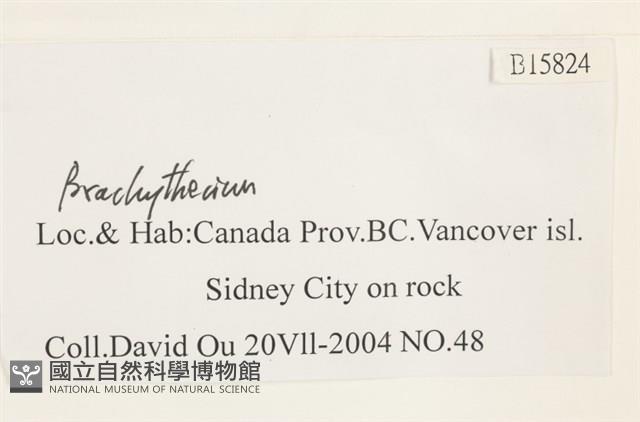 B15824
Brachythecium
Loc.& Hab:Canada Prov.BC.Vancover isl.
Sidney City on rock
Coll.David Ou 20Vll-2004 NO.48
國立自然科學博物館
NATIONAL MUSEUM OF NATURAL SCIENCE